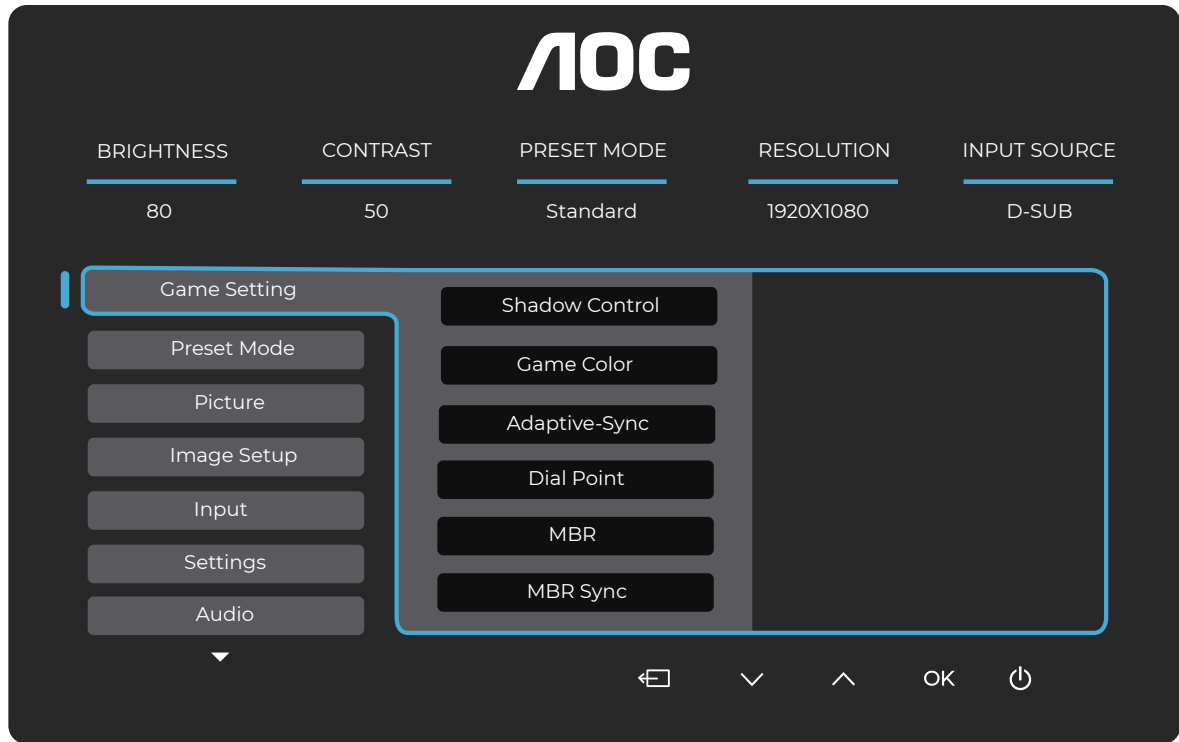 AOC
BRIGHTNESS CONTRAST PRESET MODE RESOLUTION INPUT SOURCE
80 50 Standard 1920X1080 D-SUB
Game Setting
Preset Mode
Picture
Image Setup
Input
Settings
Audio
Shadow Control
Game Color
Adaptive-Sync
Dial Point
MBR
MBR Sync
OK